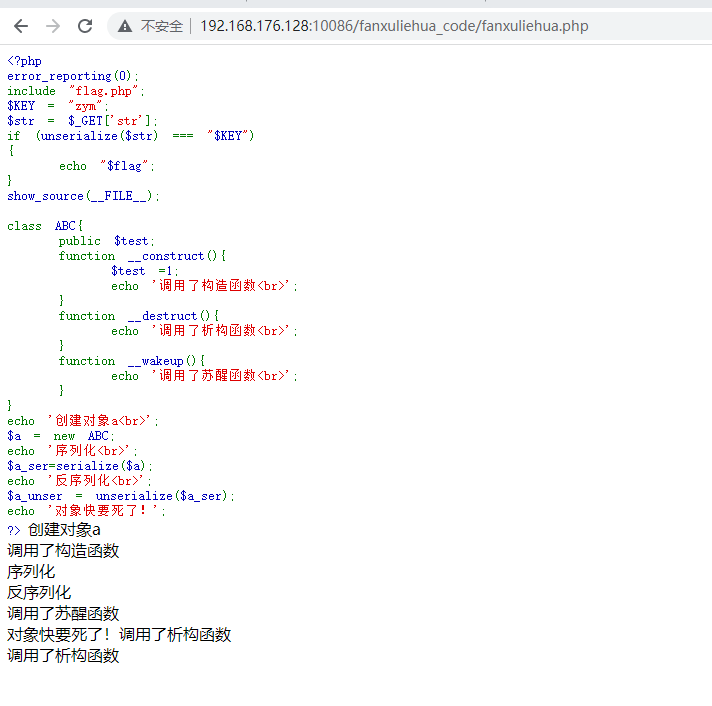 不安全 192.168.176.128:10086/fanxuliehua_code/fanxuliehua.php
<?php
error_reporting(0);
include "flag.php";
$KEY = "zym";
$str = $_GET['str'];
if (unserialize($str) === "$KEY")
{
echo "$flag";
}
show_source(__FILE__);
class ABC{
public $test;
function __construct(){
$test =1;
echo '调用了构造函数<br>';
}
function __destruct(){
echo '调用了析构函数<br>';
}
function __wakeup(){
echo '调用了苏醒函数<br>';
}
}
echo '创建对象a<br>';
$a = new ABC;
echo '序列化<br>';
$a_ser=serialize($a);
echo '反序列化<br>';
$a_unser = unserialize($a_ser);
echo '对象快要死了！';
?> 创建对象a
调用了构造函数
序列化
反序列化
调用了苏醒函数
对象快要死了！调用了析构函数
调用了析构函数